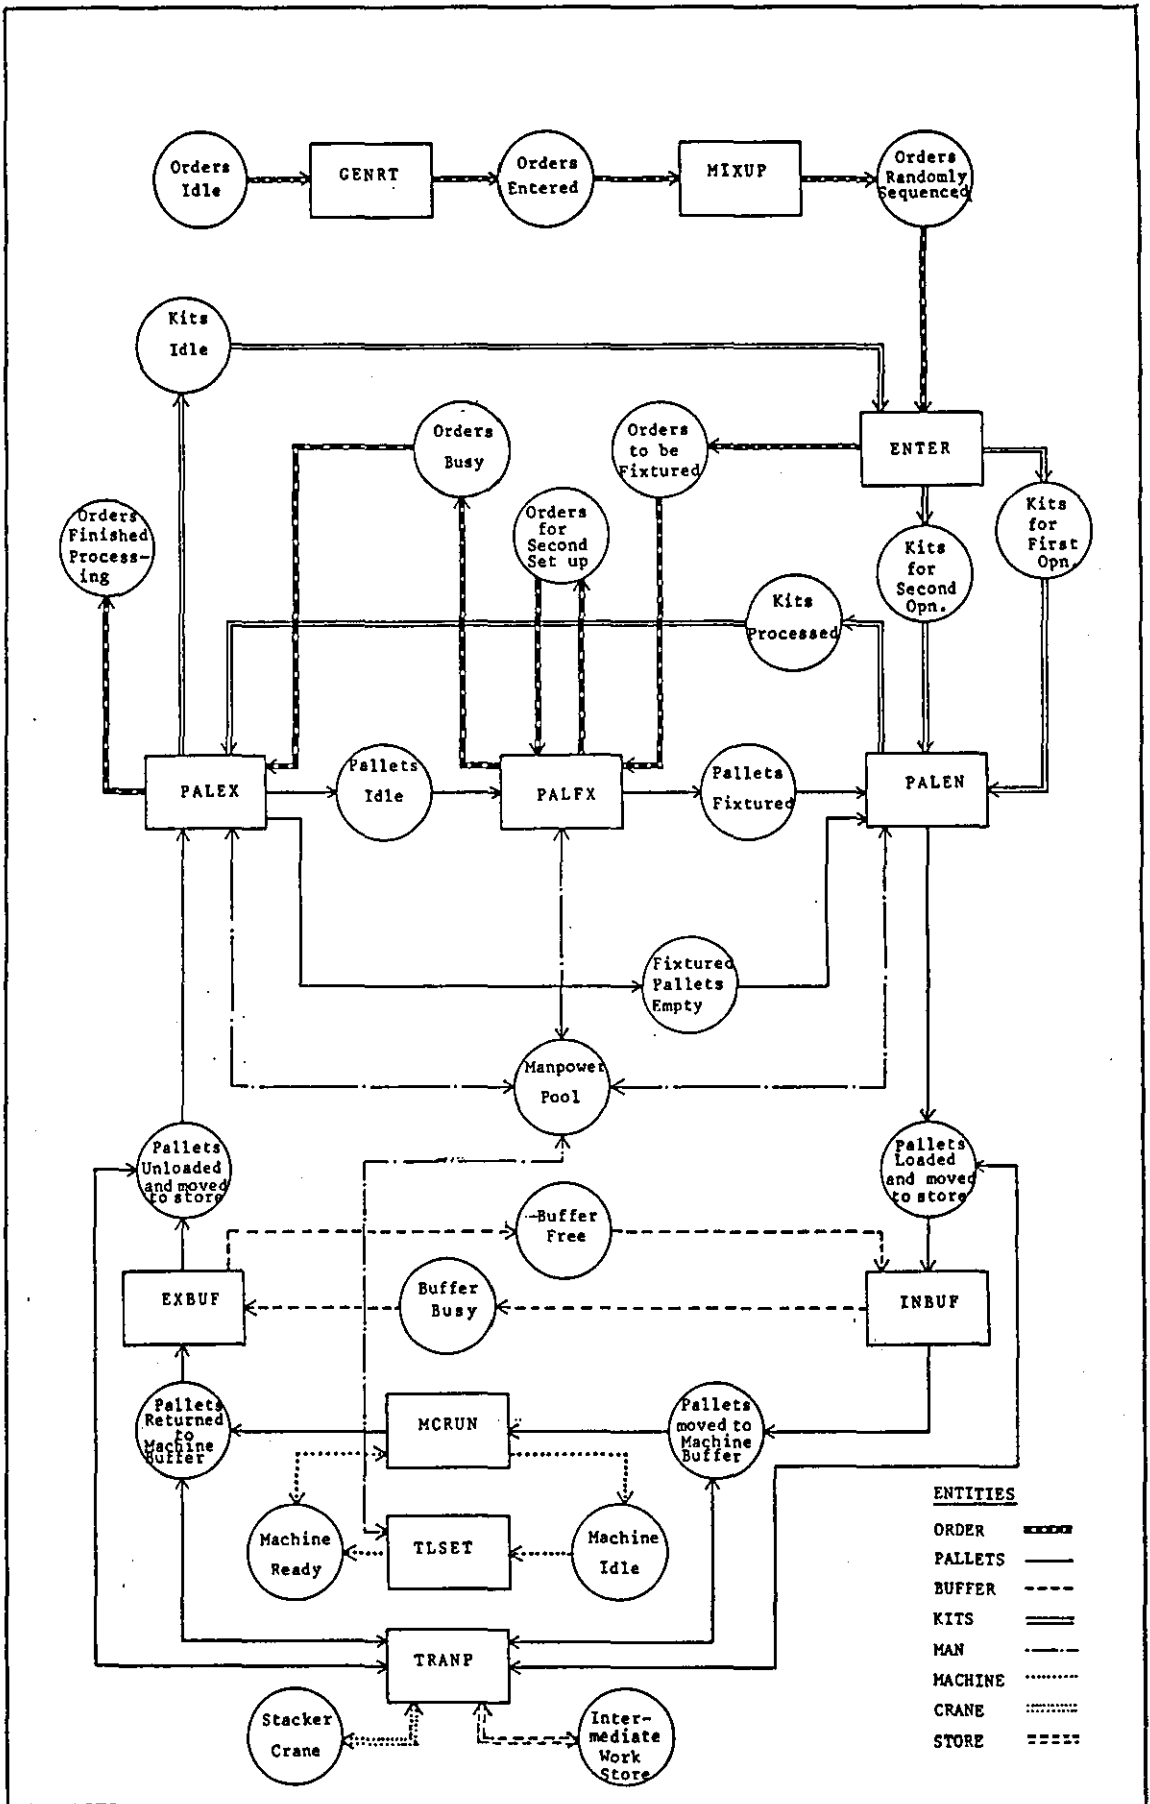 Orders
Idle
GENRT
Orders
Entered
MIXUP
Orders
Randomly
Sequenced
Kits
Idle
Orders
Busy
Orders
to be
Fixtured
ENTER
Orders
Finished
Process-
ing
Orders
for
Second
Set up
Kits
for
Second
Opn.
Kits
for
First
Opn.
Kits
Processed
PALEX
Pallets
Idle
PALFX
Pallets
Fixtured
PALEN
Fixtured
Pallets
Empty
Manpower
Pool
Pallets
Unloaded
and moved
to store
Pallets
Loaded
and moved
to store
Buffer
Free
EXBUF
Buffer
Busy
INBUF
Pallets
Returned
to
Machine
Buffer
MCRUN
Pallets
moved to
Machine
Buffer
Machine
Ready
TLSET
Machine
Idle
TRANP
Stacker
Crane
Inter-
mediate
Work
Store
ENTITIES
ORDER
PALLETS
BUFFER
KITS
MAN
MACHINE
CRANE
STORE